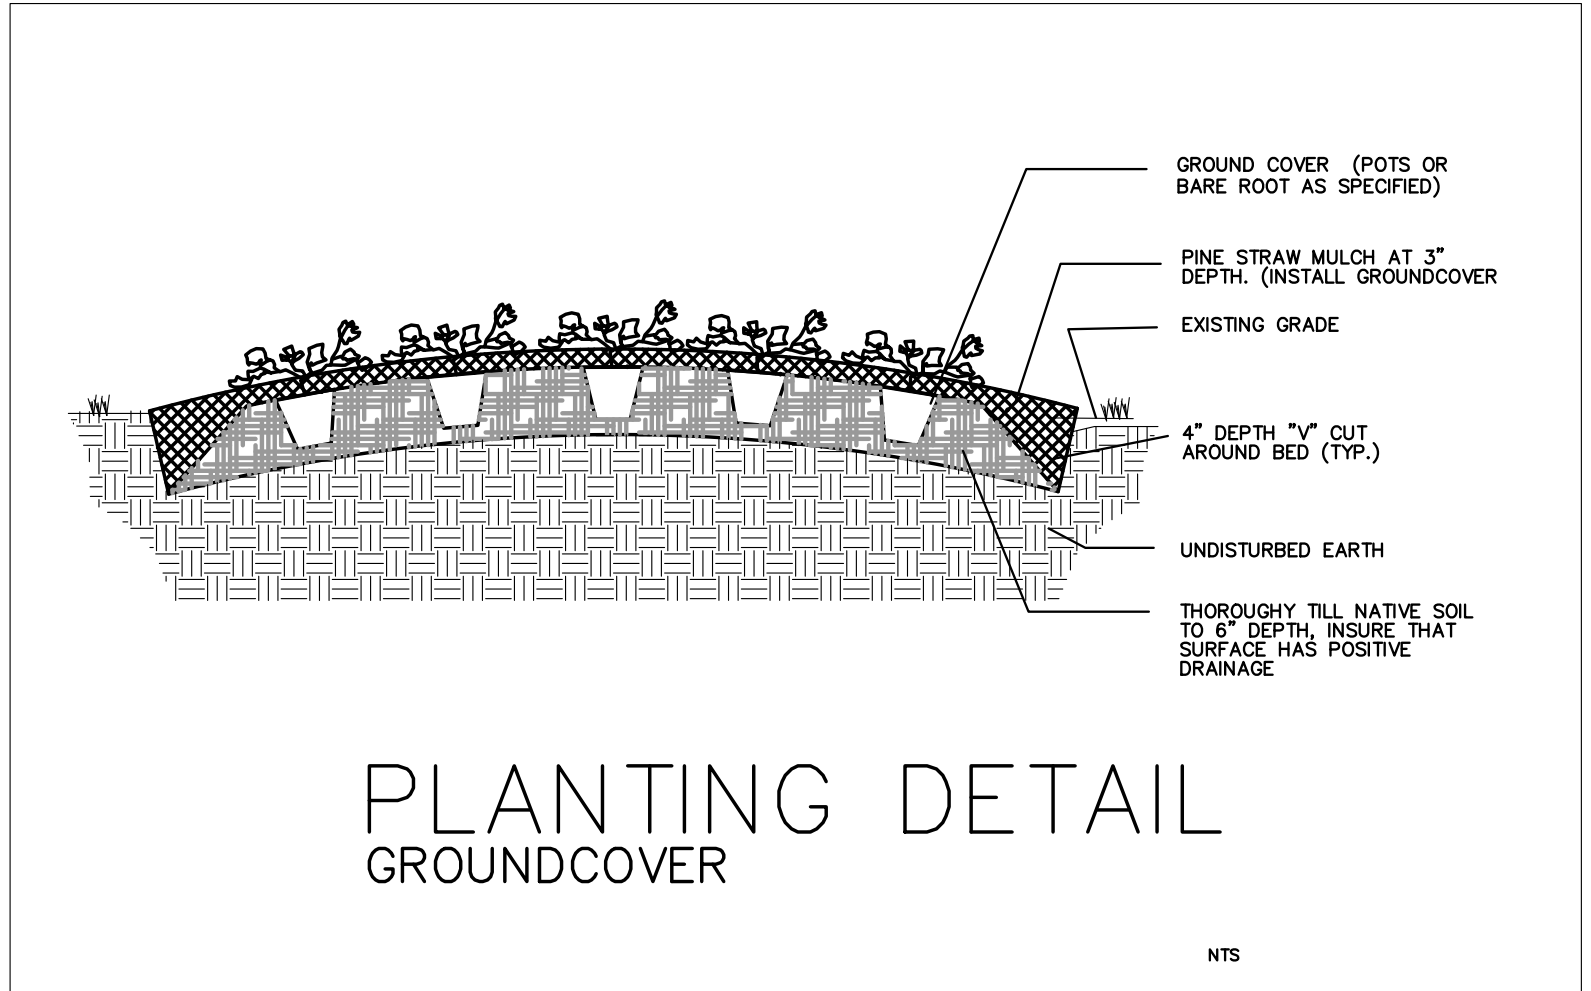 GROUND COVER (POTS OR
BARE ROOT AS SPECIFIED)
PINE STRAW MULCH AT 3"
DEPTH. (INSTALL GROUNDCOVER
EXISTING GRADE
4" DEPTH "V" CUT
AROUND BED (TYP.)
UNDISTURBED EARTH
THOROUGHY TILL NATIVE SOIL
TO 6" DEPTH, INSURE THAT
SURFACE HAS POSITIVE
DRAINAGE
PLANTING DETAIL
GROUNDCOVER
NTS